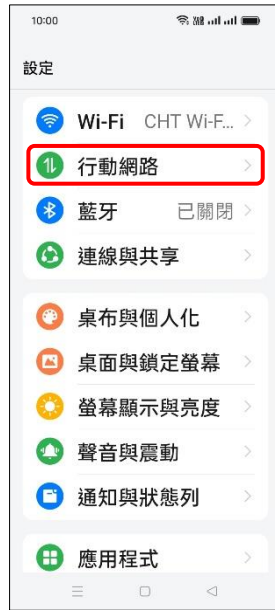 10:00
設定
Wi-Fi CHT Wi-F...
行動網路
藍牙 已關閉
連線與共享
桌布與個人化
桌面與鎖定螢幕
螢幕顯示與亮度
聲音與震動
通知與狀態列
應用程式